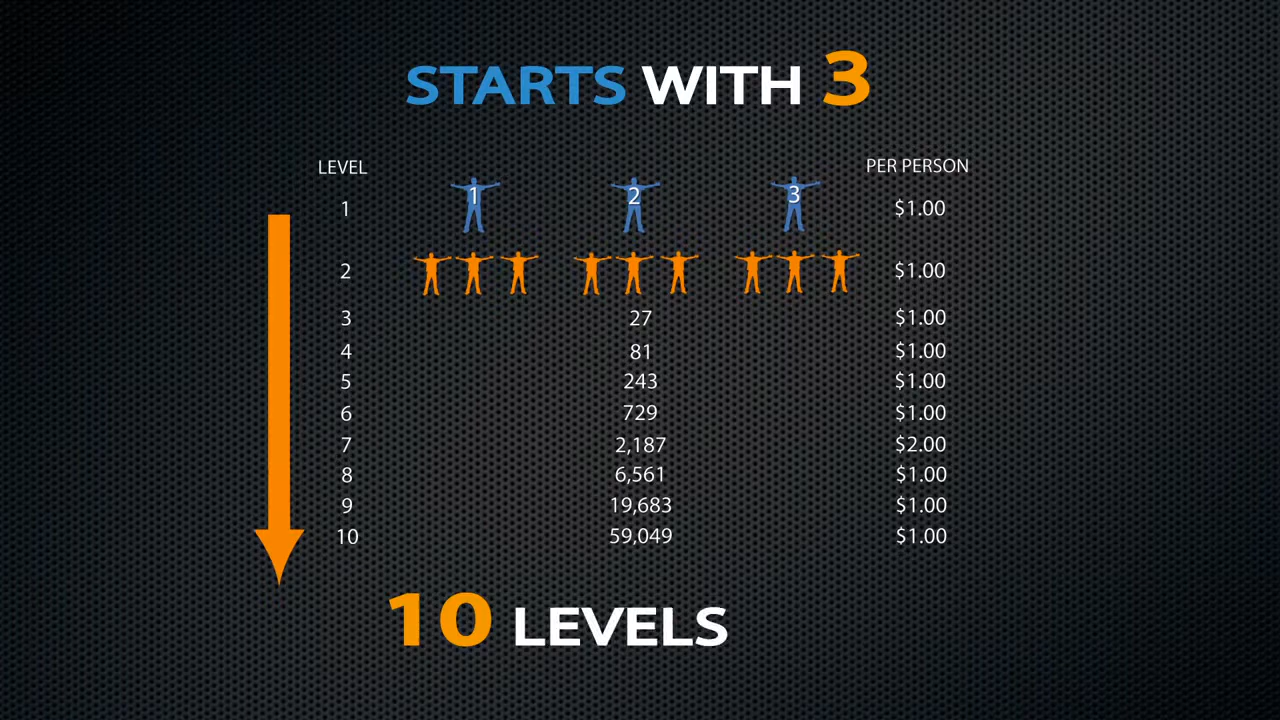 STARTS WITH 3
LEVEL PER PERSON
1 1 2 3 $1.00
2 $1.00
3 27 $1.00
4 81 $1.00
5 243 $1.00
6 729 $1.00
7 2,187 $2.00
8 6,561 $1.00
9 19,683 $1.00
10 59,049 $1.00
10 LEVELS